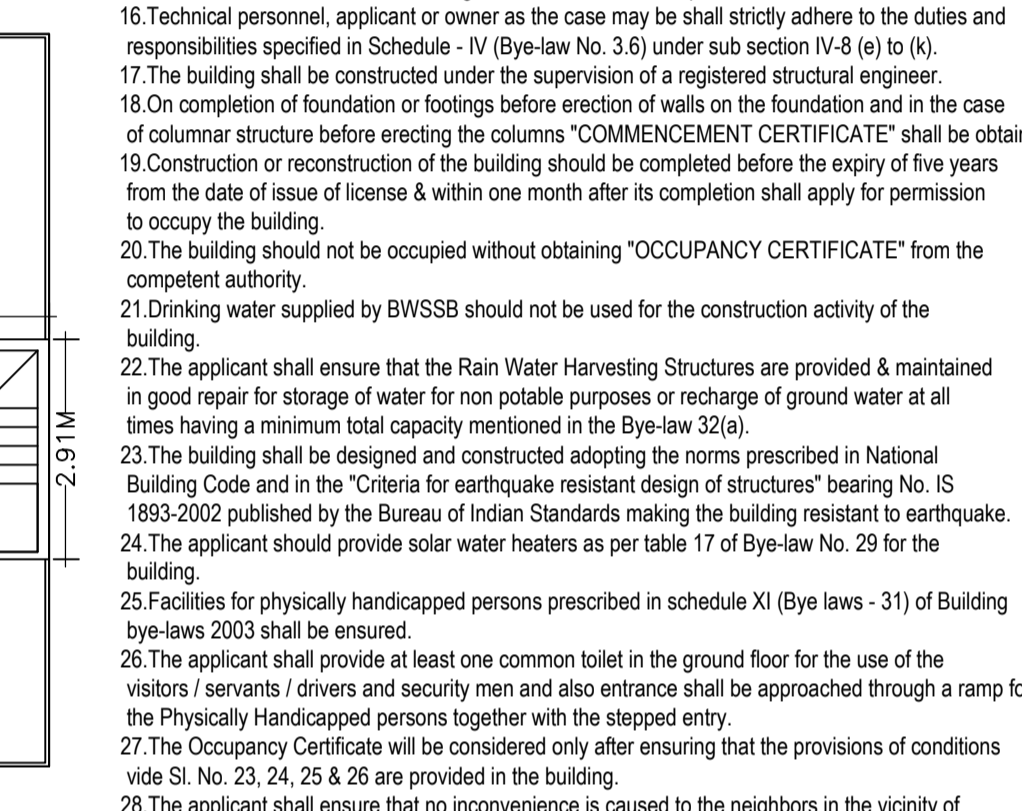 16.Technical personnel, applicant or owner as the case may be shall strictly adhere to the duties and
responsibilities specified in Schedule - IV (Bye-law No. 3.6) under sub section IV-8 (e) to (k).
17.The building shall be constructed under the supervision of a registered structural engineer.
18.On completion of foundation or footings before erection of walls on the foundation and in the case
of columnar structure before erecting the columns "COMMENCEMENT CERTIFICATE" shall be
19.Construction or reconstruction of the building should be completed before the expiry of five years
from the date of issue of license & within one month after its completion shall apply for permission
to occupy the building.
20.The building should not be occupied without obtaining "OCCUPANCY CERTIFICATE" from the
competent authority.
21.Drinking water supplied by BWSSB should not be used for the construction activity of the
building.
22.The applicant shall ensure that the Rain Water Harvesting Structures are provided & maintained
in good repair for storage of water for non potable purposes or recharge of ground water at all
times having a minimum total capacity mentioned in the Bye-law 32(a).
23.The building shall be designed and constructed adopting the norms prescribed in National
Building Code and in the "Criteria for earthquake resistant design of structures" bearing No. IS
1893-2002 published by the Bureau of Indian Standards making the building resistant to earthquake.
24.The applicant should provide solar water heaters as per table 17 of Bye-law No. 29 for the
building.
25.Facilities for physically handicapped persons prescribed in schedule XI (Bye laws - 31) of Building
bye-laws 2003 shall be ensured.
26.The applicant shall provide at least one common toilet in the ground floor for the use of the
visitors / servants / drivers and security men and also entrance shall be approached through a ramp
the Physically Handicapped persons together with the stepped entry.
27.The Occupancy Certificate will be considered only after ensuring that the provisions of conditions
vide Sl. No. 23, 24, 25 & 26 are provided in the building.
28.The applicant shall ensure that no inconvenience is caused to the neighbors in the vicinity of
2.91M